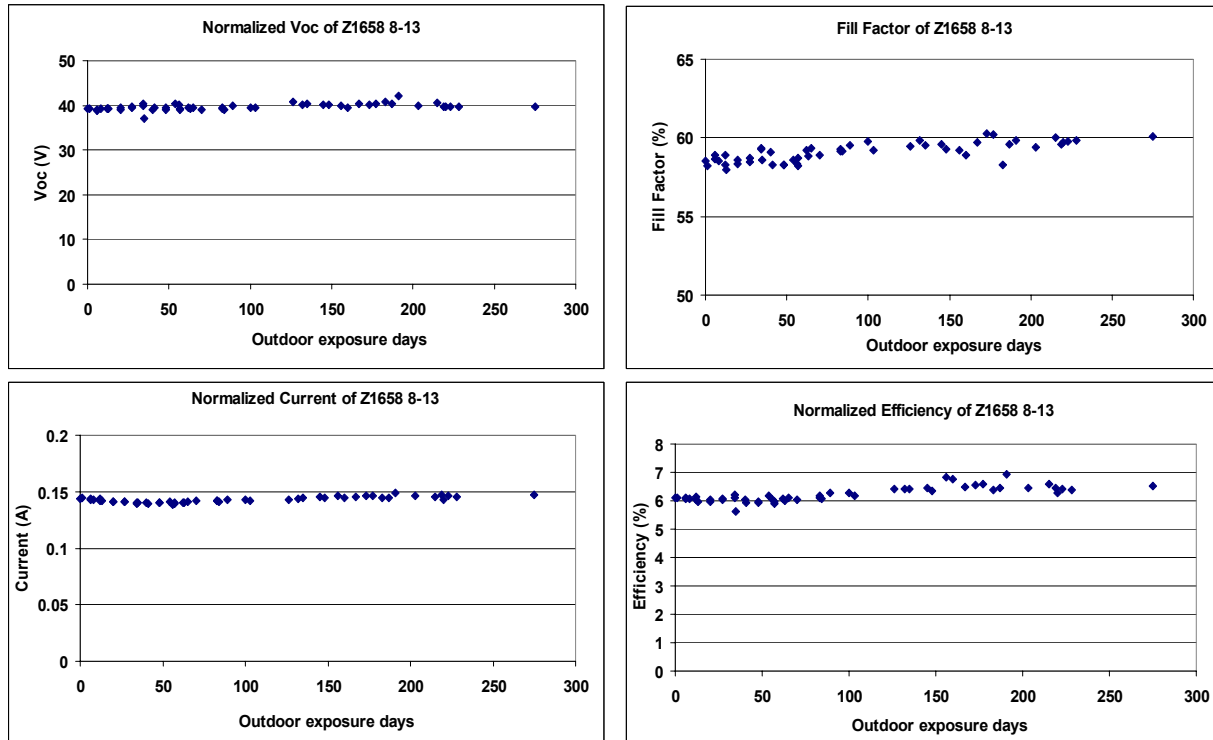 Normalized Voc of Z1658 8-13
50
40
30
20
10
0
Voc (V)
0 50 100 150 200 250 300
Outdoor exposure days
Fill Factor of Z1658 8-13
65
60
55
50
Fill Factor (%)
0 50 100 150 200 250 300
Outdoor exposure days
Normalized Current of Z1658 8-13
0.2
0.15
0.1
0.05
0
Current (A)
0 50 100 150 200 250 300
Outdoor exposure days
Normalized Efficiency of Z1658 8-13
8
7
6
5
4
3
2
1
0
Efficiency (%)
0 50 100 150 200 250 300
Outdoor exposure days